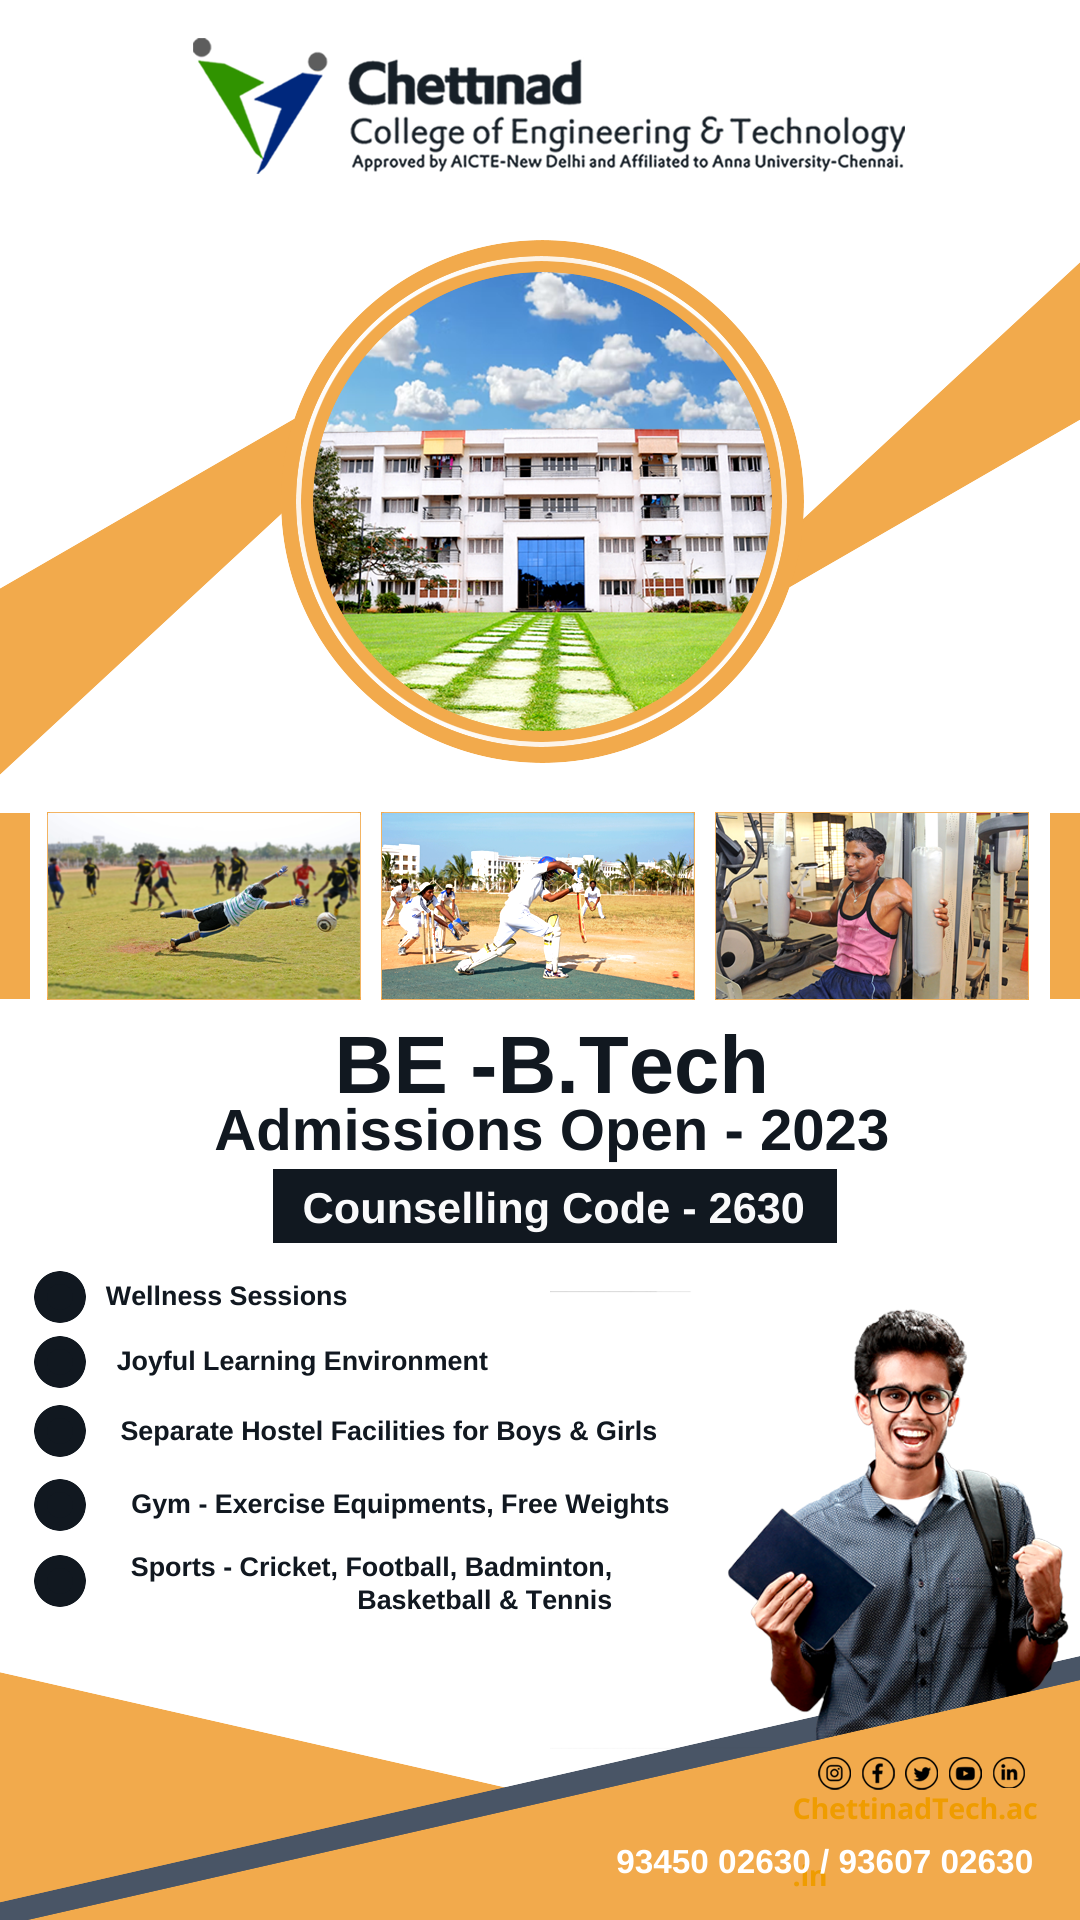 Chettinad
College of Engineering & Technology
Approved by AICTE-New Delhi and Affiliated to Anna University-Chennai.
BE -B.Tech
Admissions Open - 2023
Counselling Code - 2630
Wellness Sessions
Joyful Learning Environment
Separate Hostel Facilities for Boys & Girls
Gym - Exercise Equipments, Free Weights
Sports - Cricket, Football, Badminton,
Basketball & Tennis
ChettinadTech.ac
93450 02630 / 93607 02630
.in